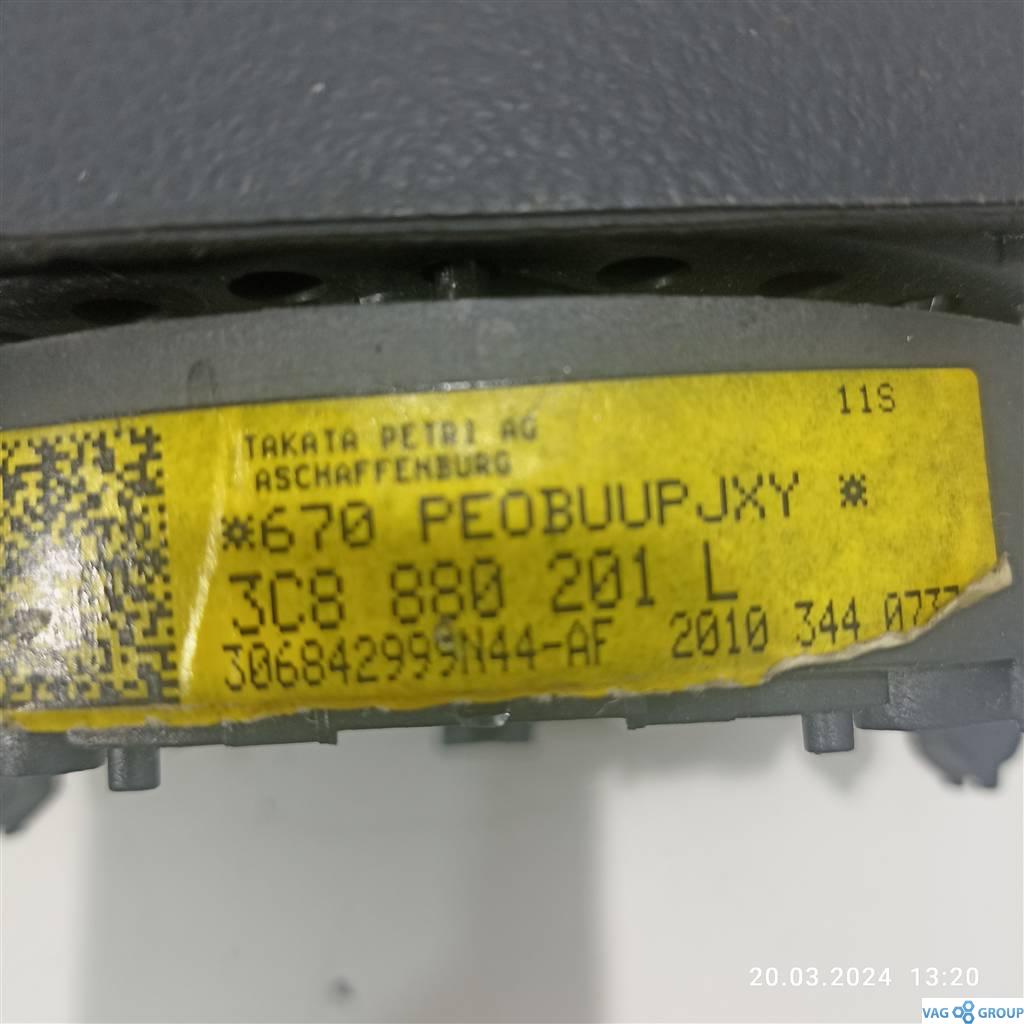 11S
TAKATA PETRI AG
ASCHAFFENBURG
*670 PEOBUUPJXY *
3C8 880 201 L
306842999N44-AF 2010 344
20.03.2024 13:20
VAG GROUP